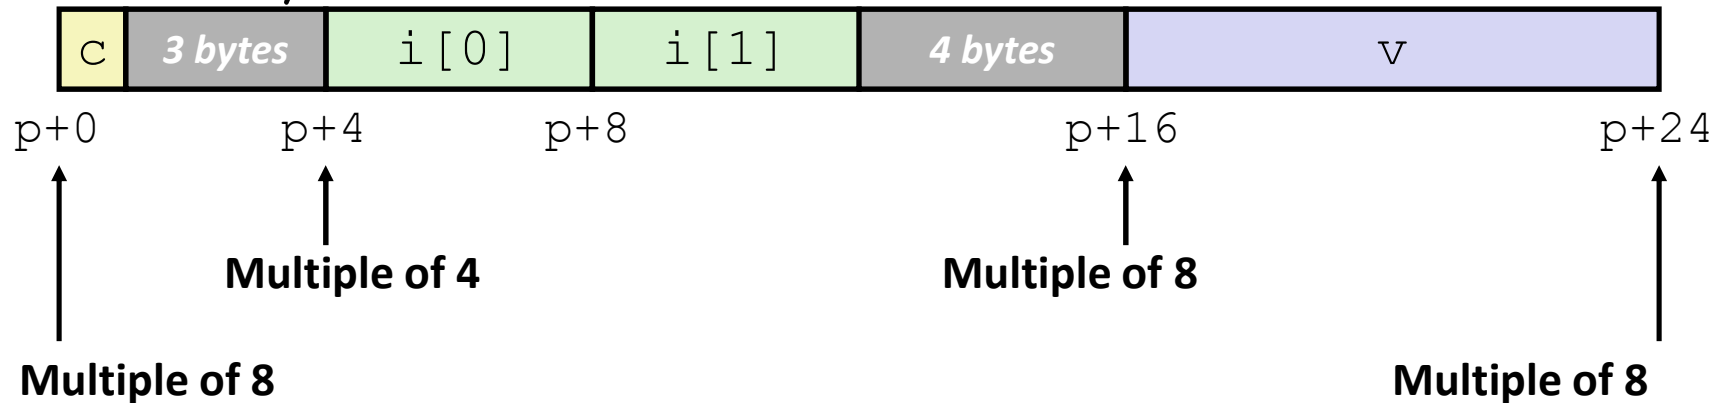 c 3 bytes i[0] i[1] 4 bytes v
p+0 p+4 p+8 p+16 p+24
Multiple of 4 Multiple of 8
Multiple of 8 Multiple of 8